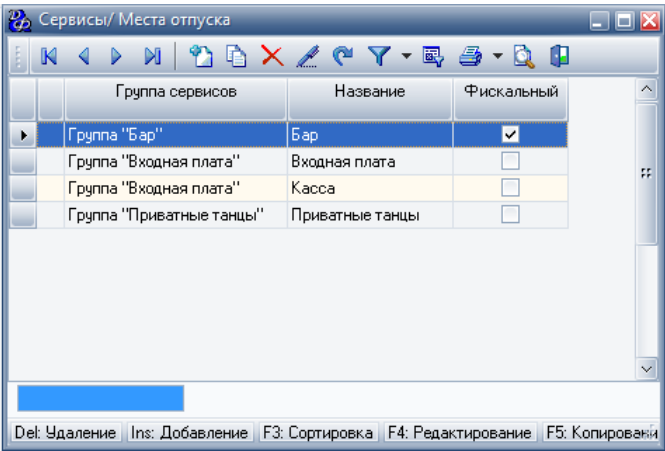 Сервисы/ Места отпуска
Группа сервисов Название Фискальный
Группа "Бар" Бар
Группа "Входная плата" Входная плата
Группа "Входная плата" Касса
Группа "Приватные танцы" Приватные танцы
Del: Удаление Ins: Добавление F3: Сортировка F4: Редактирование F5: Копировани